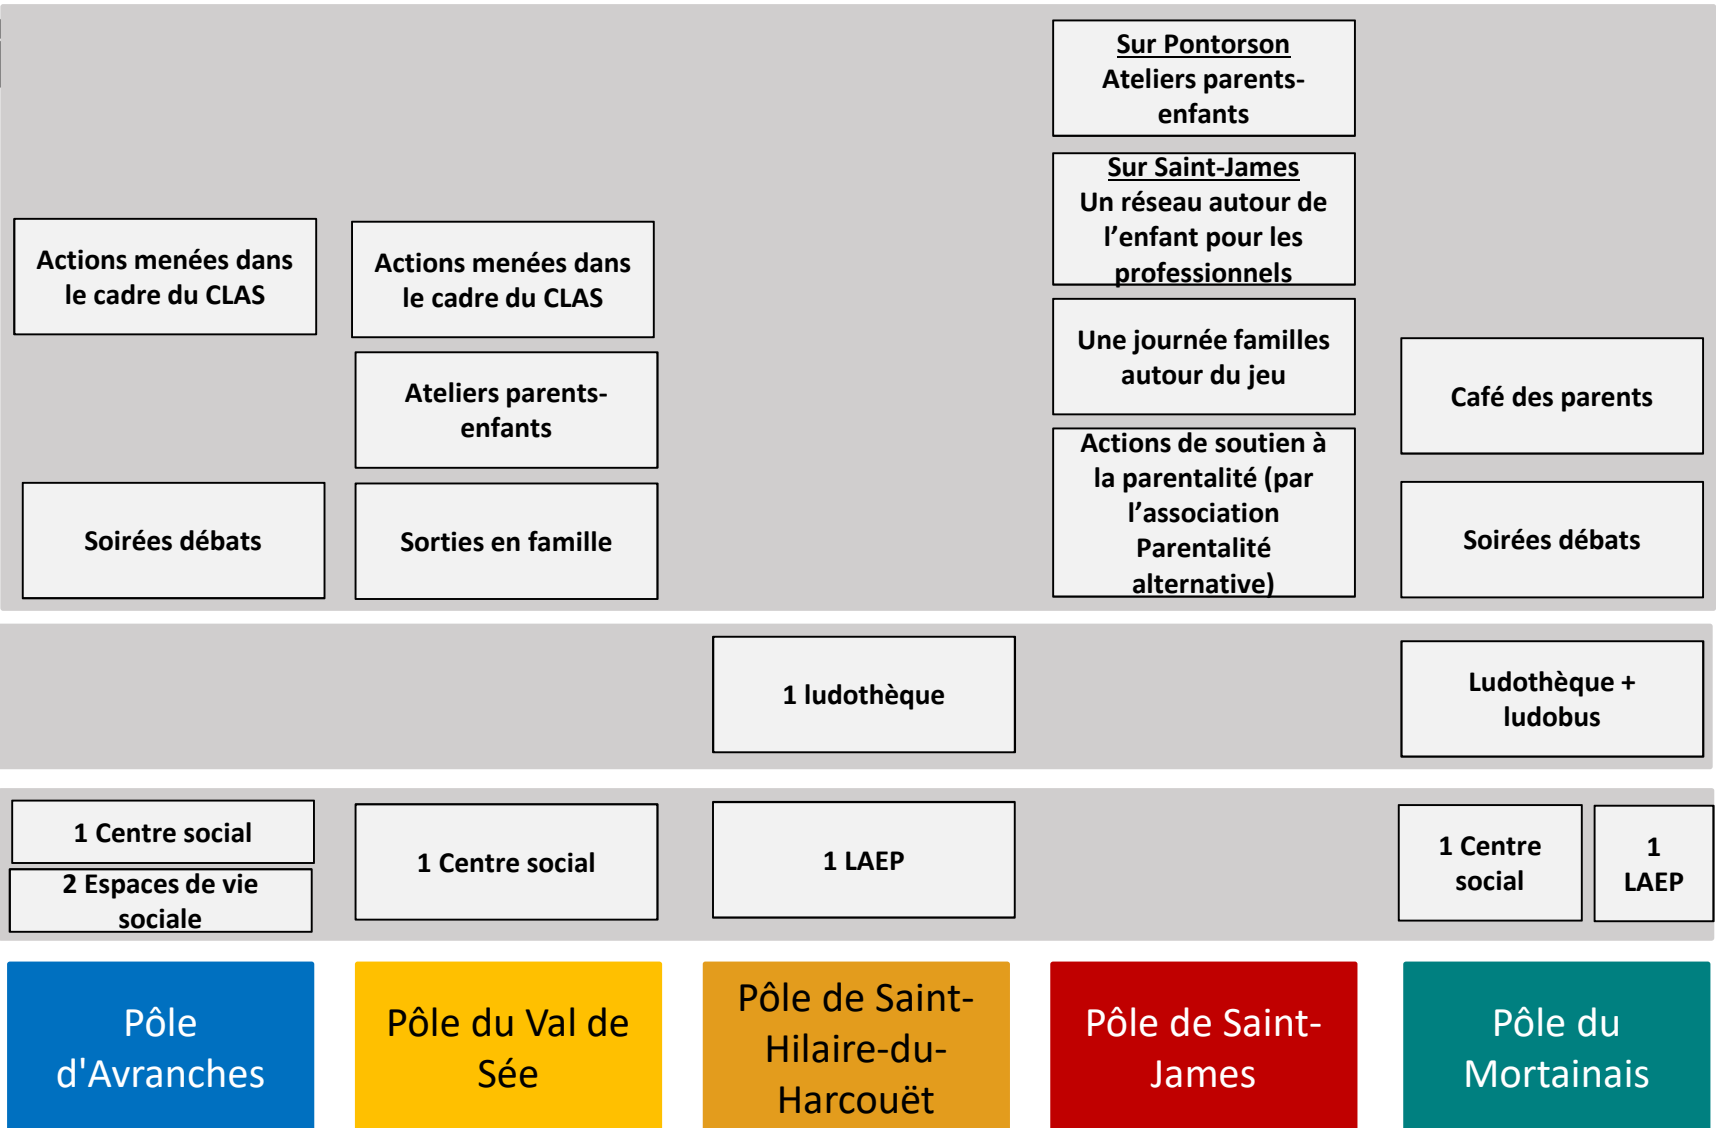 Sur Pontorson
Ateliers parents-
enfants
Sur Saint-James
Un réseau autour de
l’enfant pour les
professionnels
Actions menées dans
le cadre du CLAS
Actions menées dans
le cadre du CLAS
Une journée familles
autour du jeu
Café des parents
Ateliers parents-
enfants
Actions de soutien à
la parentalité (par
l’association
Parentalité
alternative)
Soirées débats
Sorties en famille
Soirées débats
1 ludothèque
Ludothèque +
ludobus
1 Centre social
2 Espaces de vie
sociale
1 Centre social
1 LAEP
1 Centre
social
1
LAEP
Pôle
d'Avranches
Pôle du Val de
Sée
Pôle de Saint-
Hilaire-du-
Harcouët
Pôle de Saint-
James
Pôle du
Mortainais